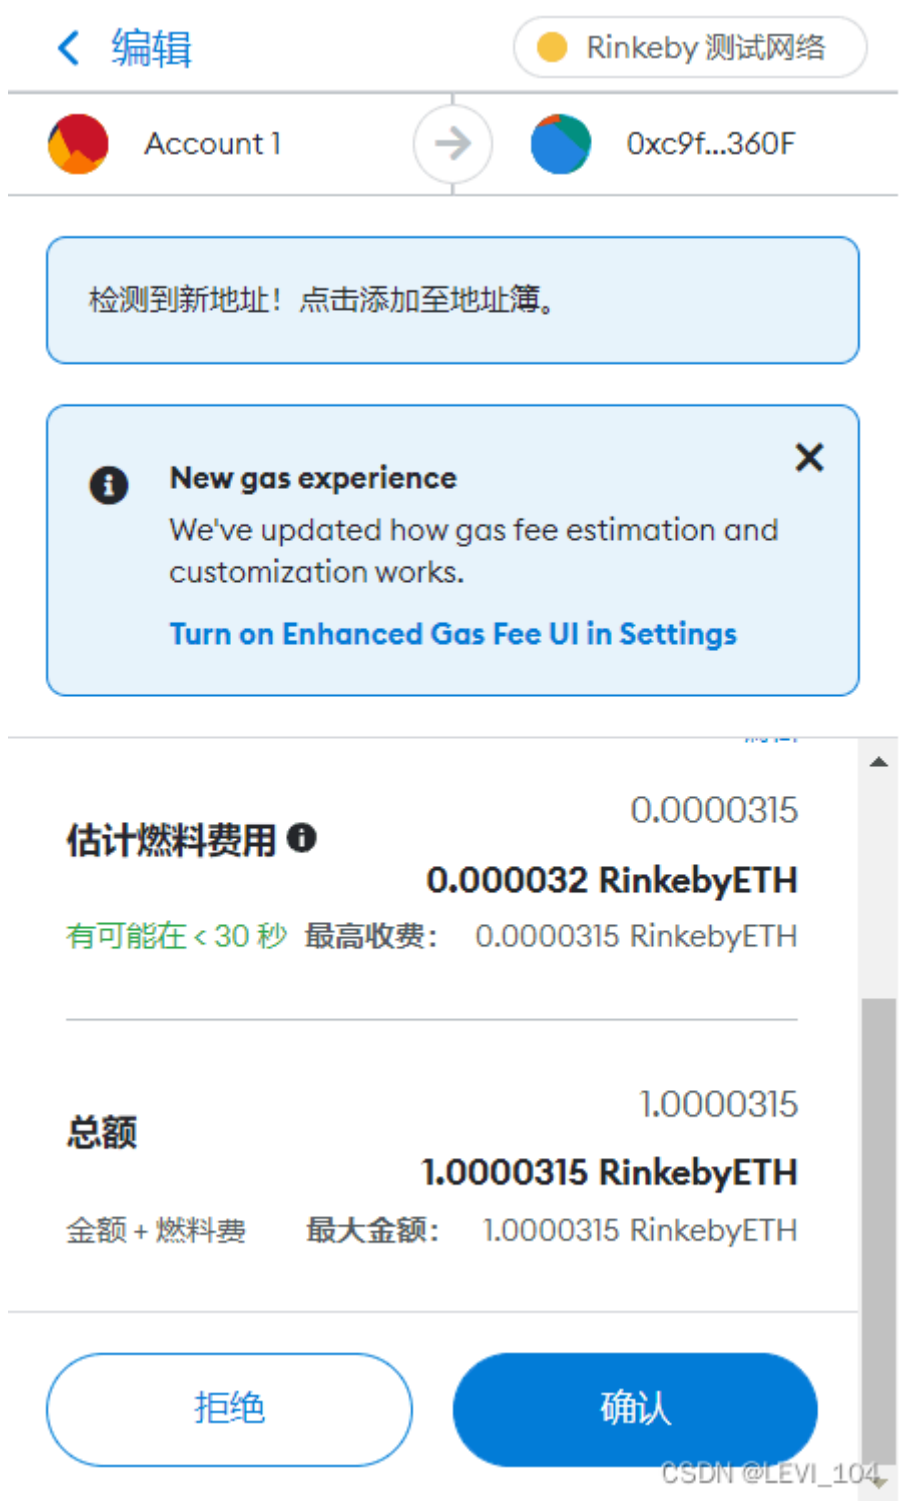 编辑
Rinkeby 测试网络
Account 1
0xc9f...360F
检测到新地址！点击添加至地址簿。
New gas experience
We've updated how gas fee estimation and
customization works.
Turn on Enhanced Gas Fee UI in Settings
0.0000315
估计燃料费用
0.000032 RinkebyETH
有可能在 < 30 秒 最高收费： 0.0000315 RinkebyETH
1.0000315
总额
1.0000315 RinkebyETH
金额 + 燃料费 最大金额： 1.0000315 RinkebyETH
拒绝
确认
CSDN @LEVI_104